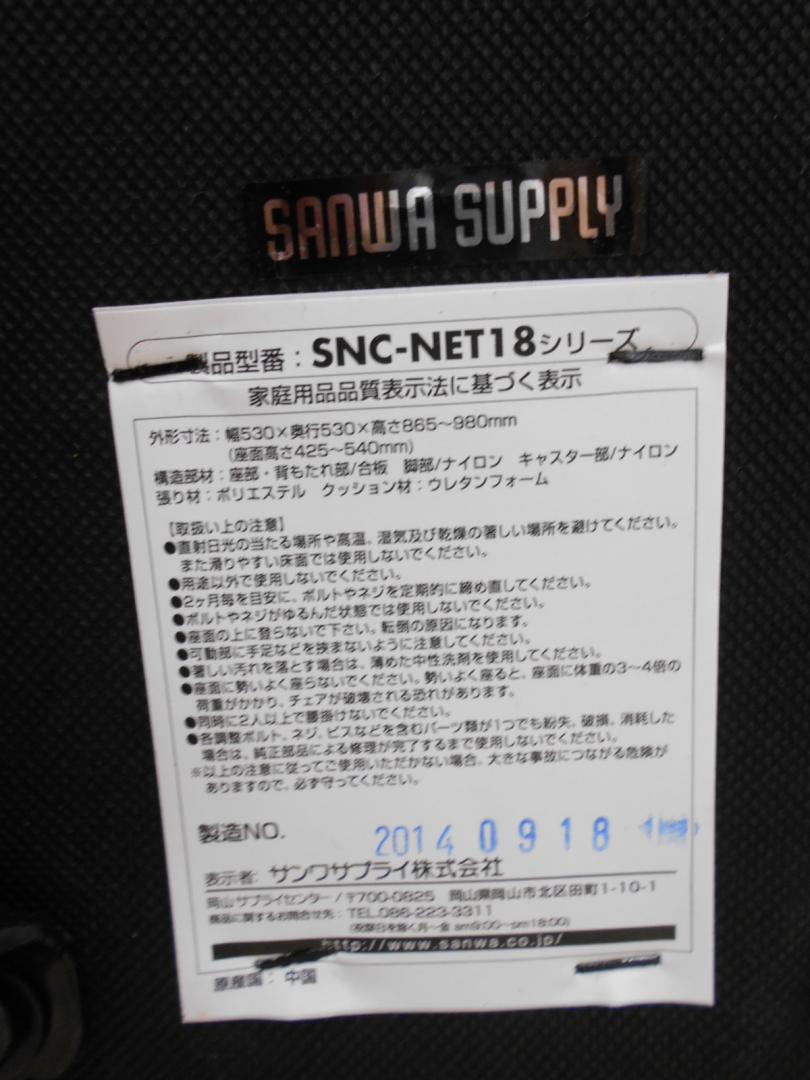 SANWA SUPPLY
製品型番：SNC-NET18シリーズ
家庭用品品質表示法に基づく表示
外形寸法：幅530×奥行530×高さ865～980mm
(座面高さ425～540mm)
構造部材：座部・背もたれ部/合板　脚部/ナイロン　キャスター部/ナイロン
張り材：ポリエステル　クッション材：ウレタンフォーム
【取扱い上の注意】
●直射日光の当たる場所や高温、湿気及び乾燥の著しい場所を避けてください。
また滑りやすい床面では使用しないでください。
●用途以外で使用しないでください。
●2ヶ月毎を目安に、ボルトやネジを定期的に締め直してください。
●ボルトやネジがゆるんだ状態では使用しないでください。
●座面の上に登らないで下さい。転倒の原因になります。
●可動部に手足などを挟まないように注意してください。
●著しい汚れを落とす場合は、薄めた中性洗剤を使用してください。
●座面に勢いよく座らないでください。勢いよく座ると、座面に体重の3～4倍の
荷重がかかり、チェアが破壊される恐れがあります。
●同時に2人以上で腰掛けないでください。
●各調整ボルト、ネジ、ビスなどを含むパーツ類が1つでも紛失、破損、消耗した
場合は、純正部品による修理が完了するまで使用しないでください。
※以上の注意に従ってご使用いただかない場合、大きな事故につながる危険が
ありますので、必ず守ってください。
製造NO. 2014 0918
表示者：サンワサプライ株式会社
岡山サプライセンター/〒700-0825　岡山県岡山市北区田町1-10-1
商品に関するお問合せ先：TEL.086-223-3311
(祝祭日を除く月～金 am9:00～pm18:00)
http://www.sanwa.co.jp/
原産国：中国